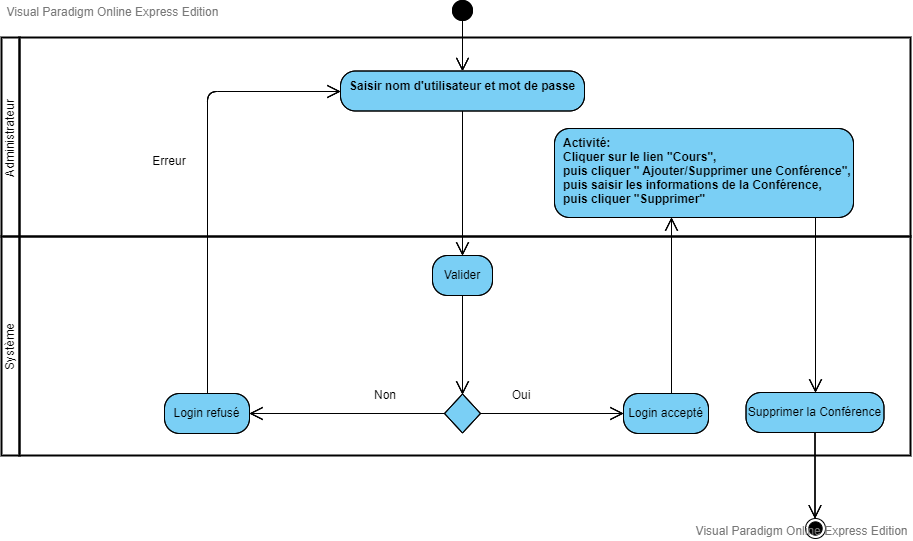 Visual Paradigm Online Express Edition
Administrateur
Saisir nom d'utilisateur et mot de passe
Erreur
Activité:
Cliquer sur le lien "Cours",
puis cliquer " Ajouter/Supprimer une Conférence",
puis saisir les informations de la Conférence,
puis cliquer "Supprimer"
Système
Valider
Non
Oui
Login refusé
Login accepté
Supprimer la Conférence
Visual Paradigm Online Express Edition